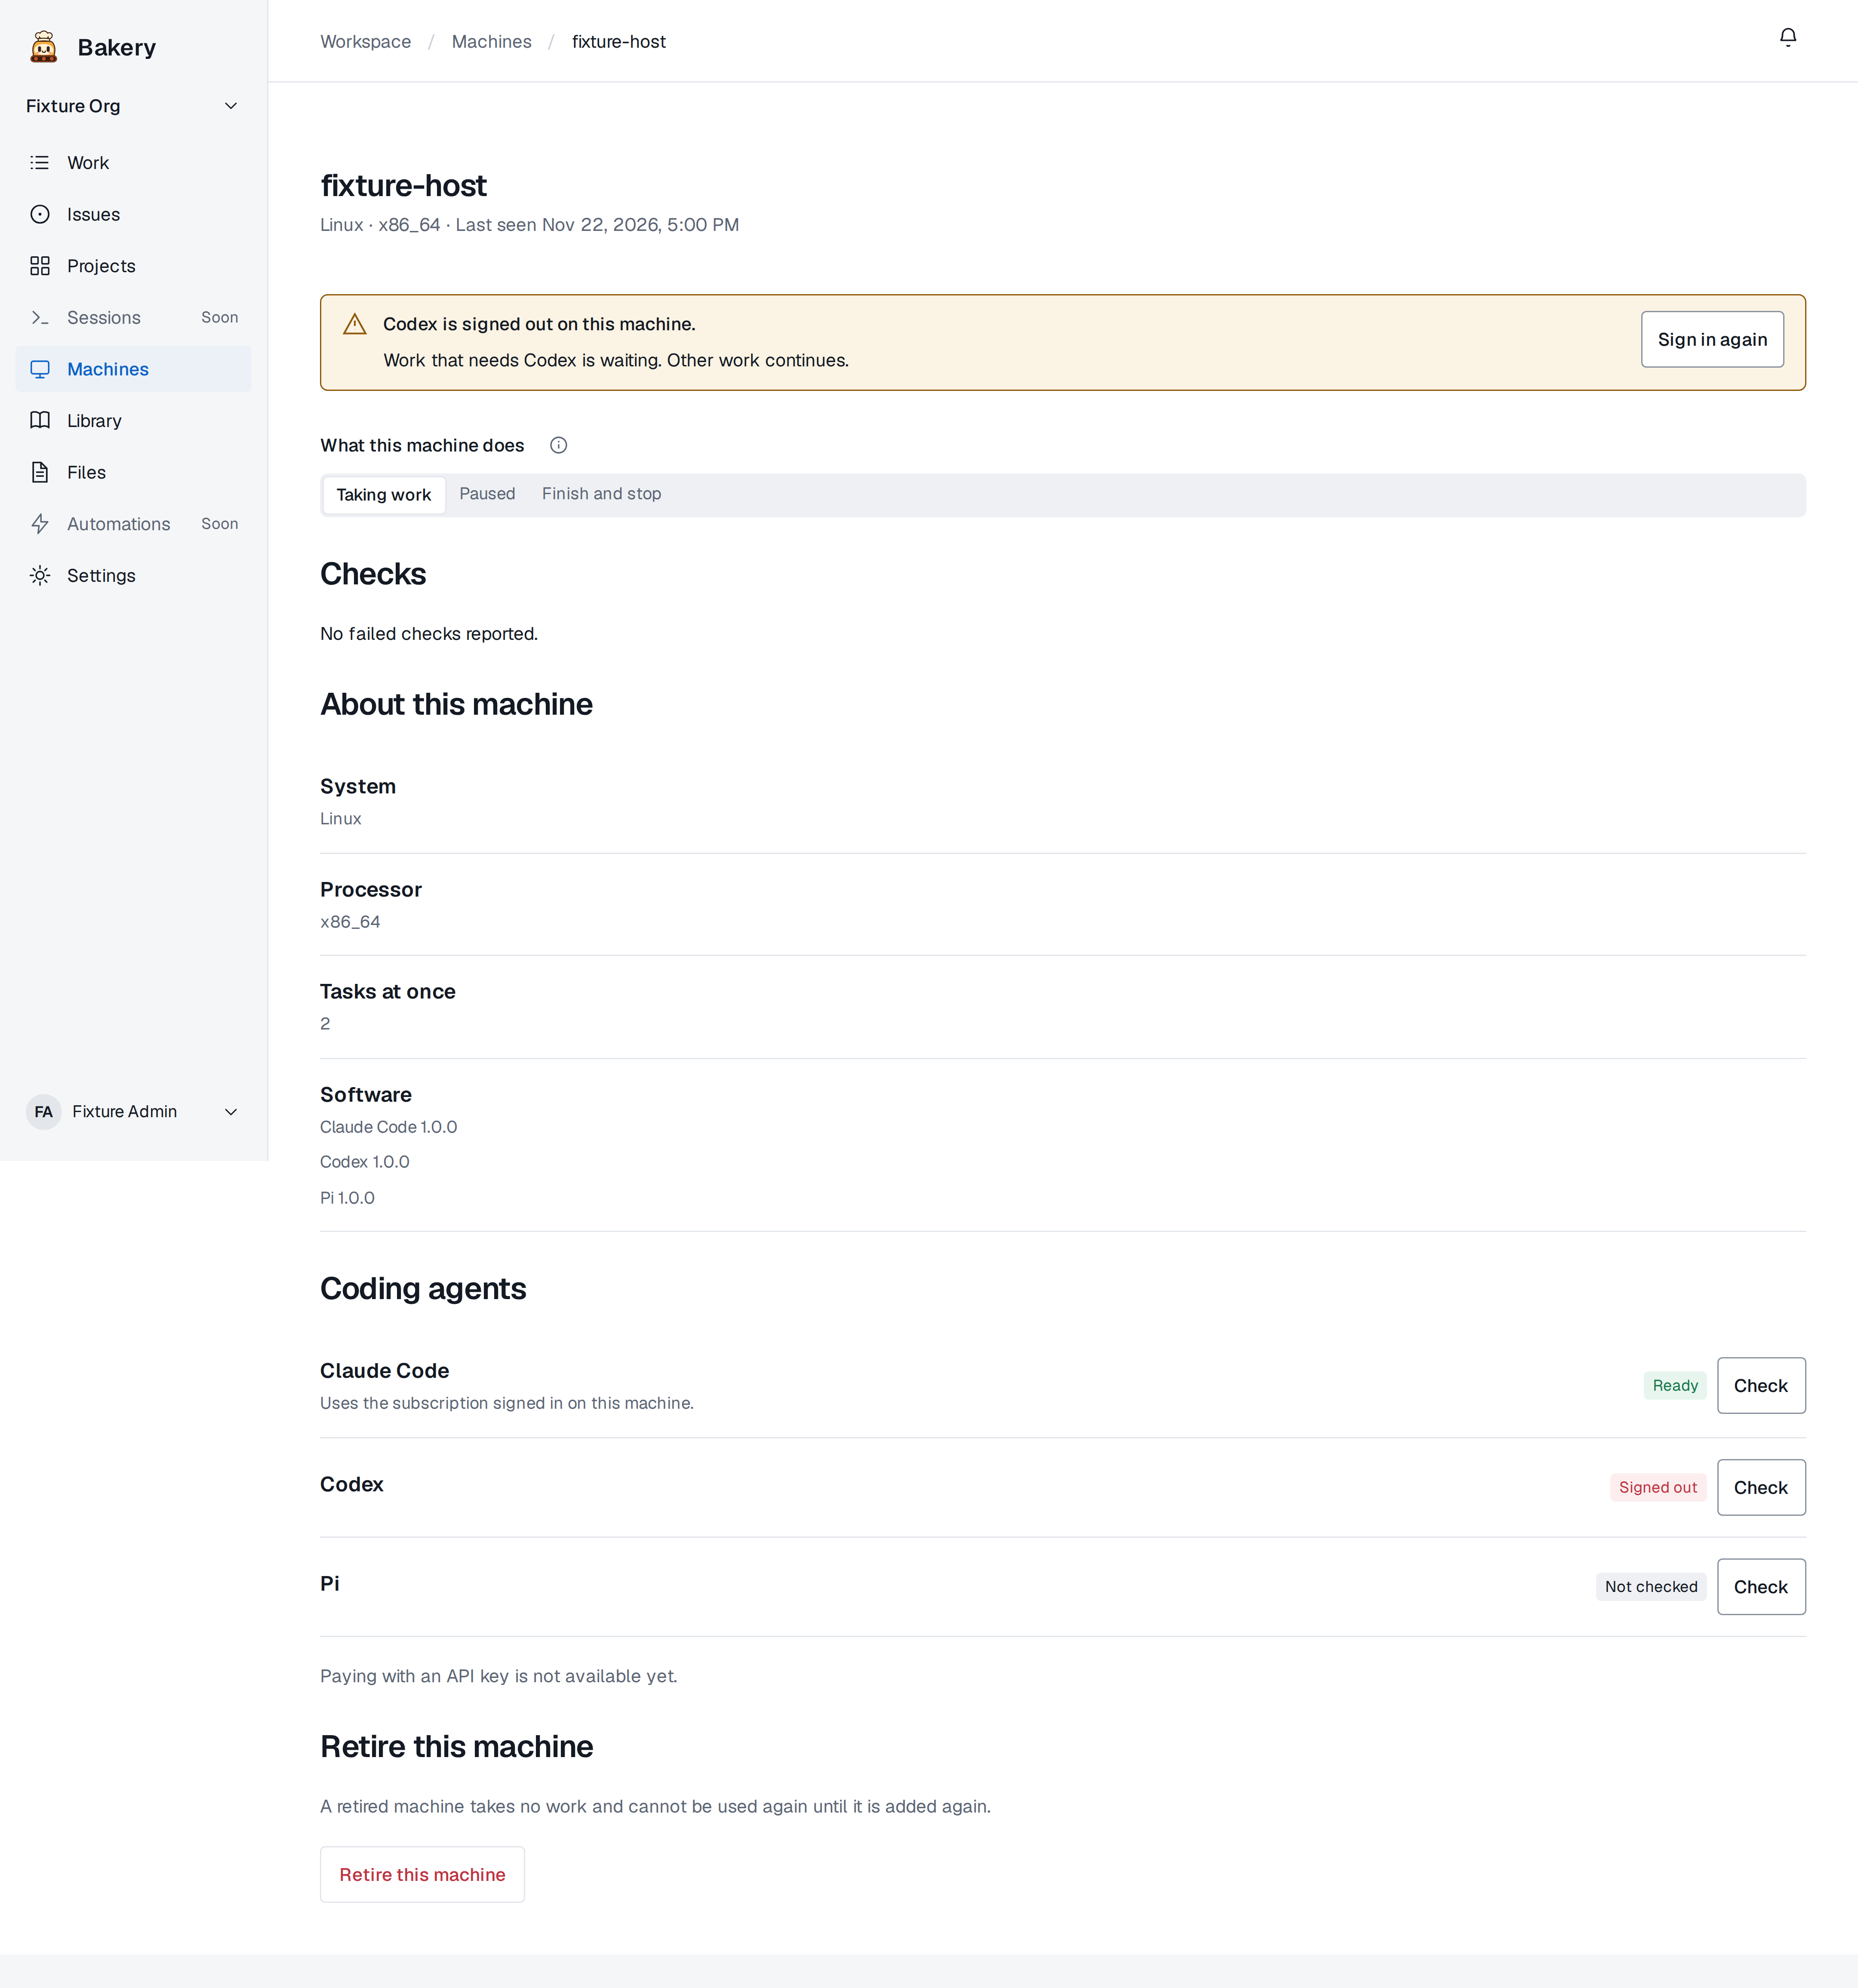 Bakery
Fixture Org
Work
Issues
Projects
Sessions Soon
Machines
Library
Files
Automations Soon
Settings
FA Fixture Admin
Workspace / Machines / fixture-host
fixture-host
Linux · x86_64 · Last seen Nov 22, 2026, 5:00 PM
Codex is signed out on this machine.
Work that needs Codex is waiting. Other work continues.
Sign in again
What this machine does
Taking work Paused Finish and stop
Checks
No failed checks reported.
About this machine
System
Linux
Processor
x86_64
Tasks at once
2
Software
Claude Code 1.0.0
Codex 1.0.0
Pi 1.0.0
Coding agents
Claude Code
Uses the subscription signed in on this machine.
Ready Check
Codex
Signed out Check
Pi
Not checked Check
Paying with an API key is not available yet.
Retire this machine
A retired machine takes no work and cannot be used again until it is added again.
Retire this machine